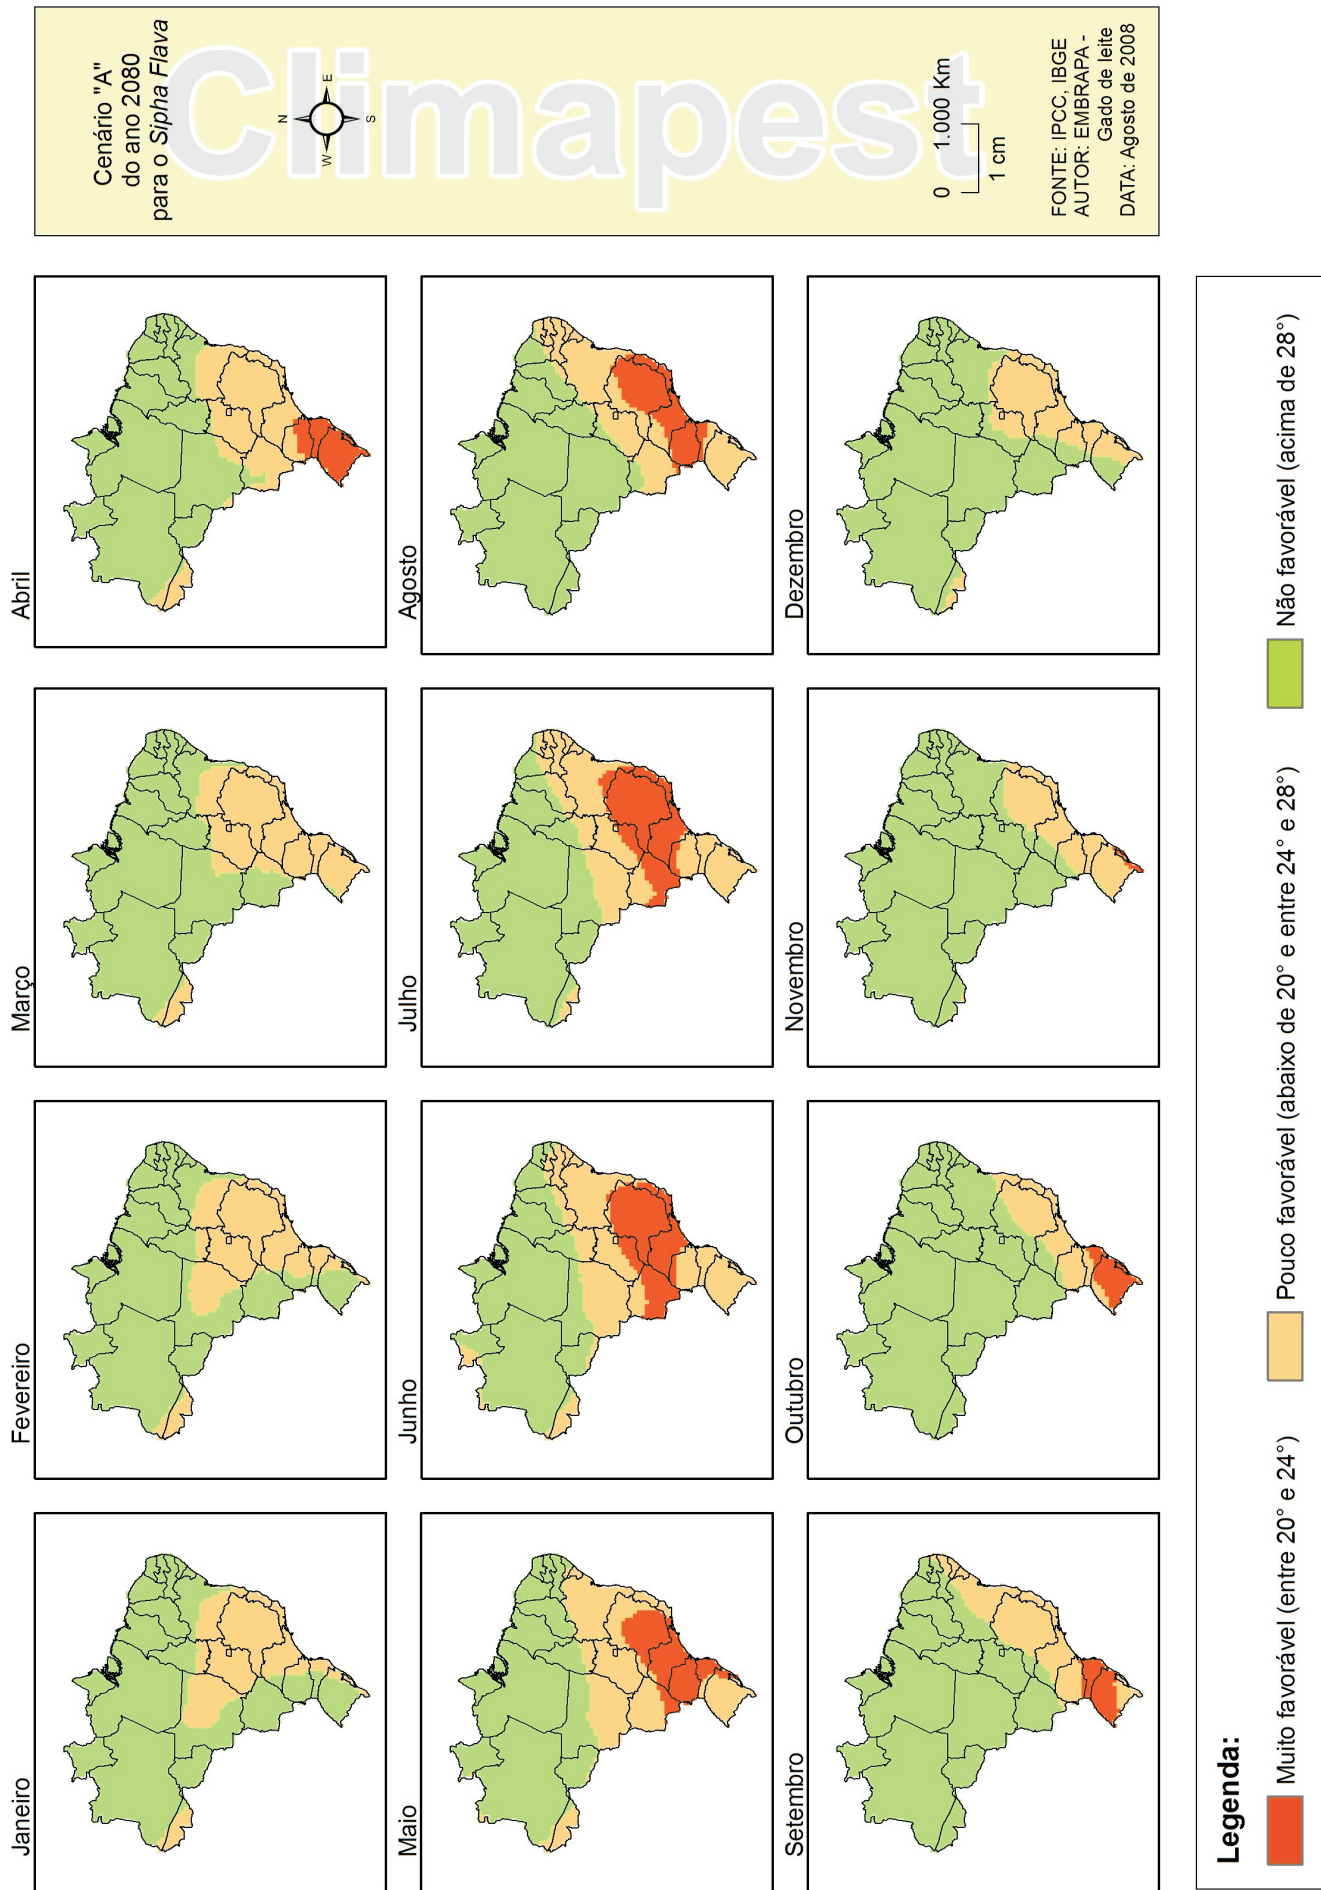 Janeiro
Fevereiro
Março
Abril
Maio
Junho
Julho
Agosto
Setembro
Outubro
Novembro
Dezembro
Climapest
Cenário "A"
do ano 2080
para o Sipha Flava
N
W
E
S
0 1.000 Km
1 cm
FONTE: IPCC, IBGE
AUTOR: EMBRAPA -
Gado de leite
DATA: Agosto de 2008
Legenda:
Muito favorável (entre 20° e 24°)
Pouco favorável (abaixo de 20° e entre 24° e 28°)
Não favorável (acima de 28°)